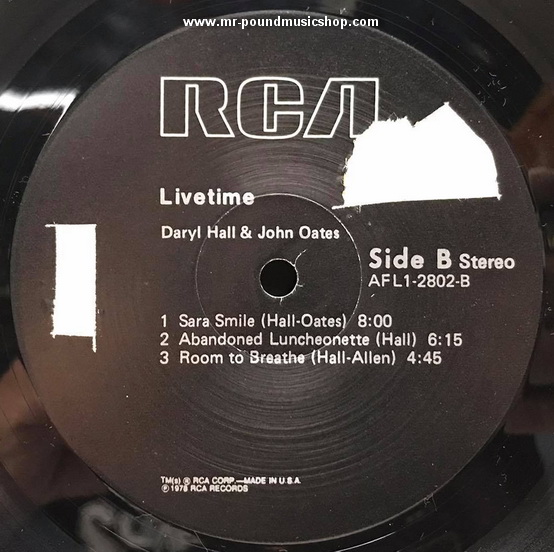 www.mr-poundmusicshop.com
RCA
Livetime
Daryl Hall & John Oates
Side B Stereo
AFL1-2802-B
1 Sara Smile (Hall-Oates) 8:00
2 Abandoned Luncheonette (Hall) 6:15
3 Room to Breathe (Hall-Allen) 4:45
TM(s) ® RCA CORP.—MADE IN U.S.A.
℗ 1978 RCA RECORDS